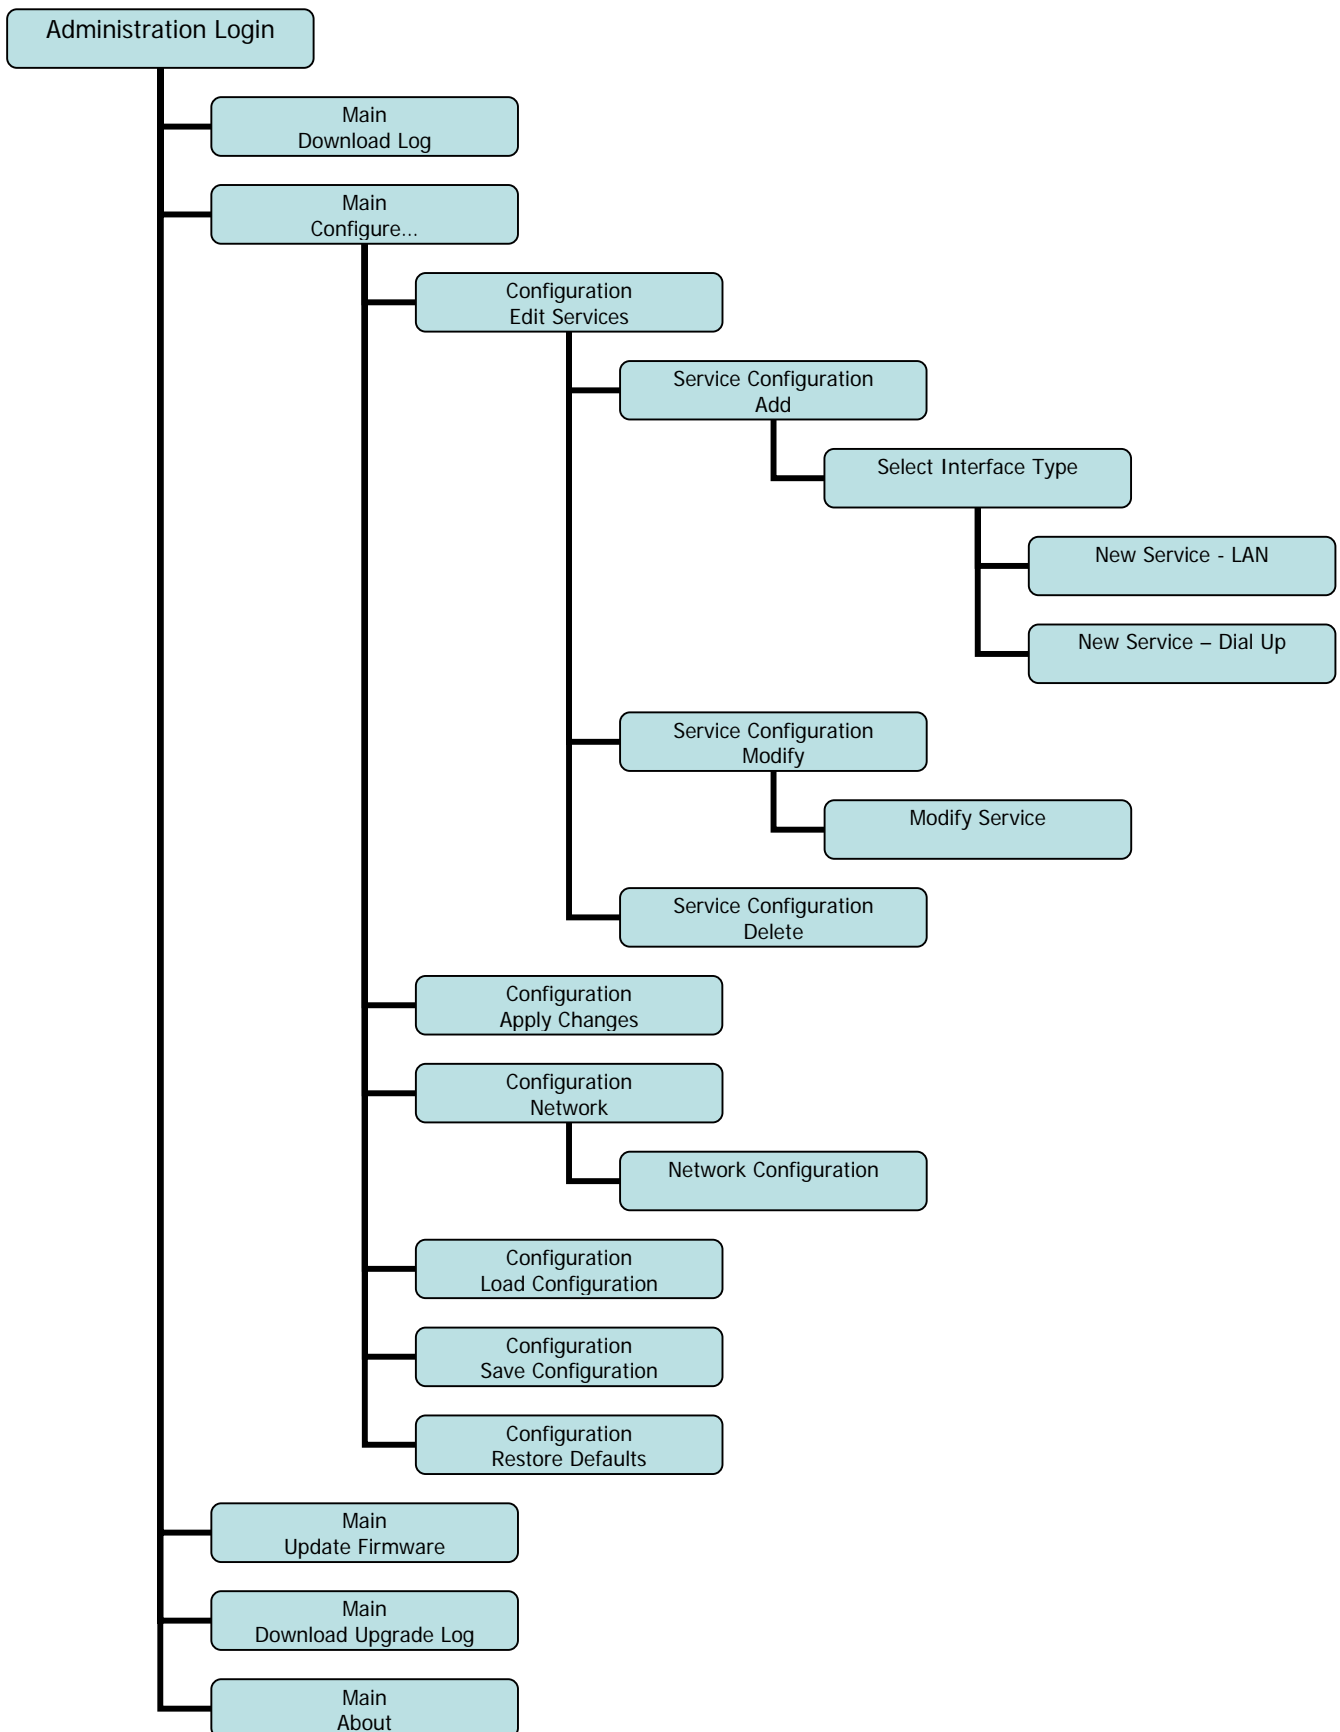 Administration Login
Main
Download Log
Main
Configure...
Configuration
Edit Services
Service Configuration
Add
Select Interface Type
New Service - LAN
New Service – Dial Up
Service Configuration
Modify
Modify Service
Service Configuration
Delete
Configuration
Apply Changes
Configuration
Network
Network Configuration
Configuration
Load Configuration
Configuration
Save Configuration
Configuration
Restore Defaults
Main
Update Firmware
Main
Download Upgrade Log
Main
About